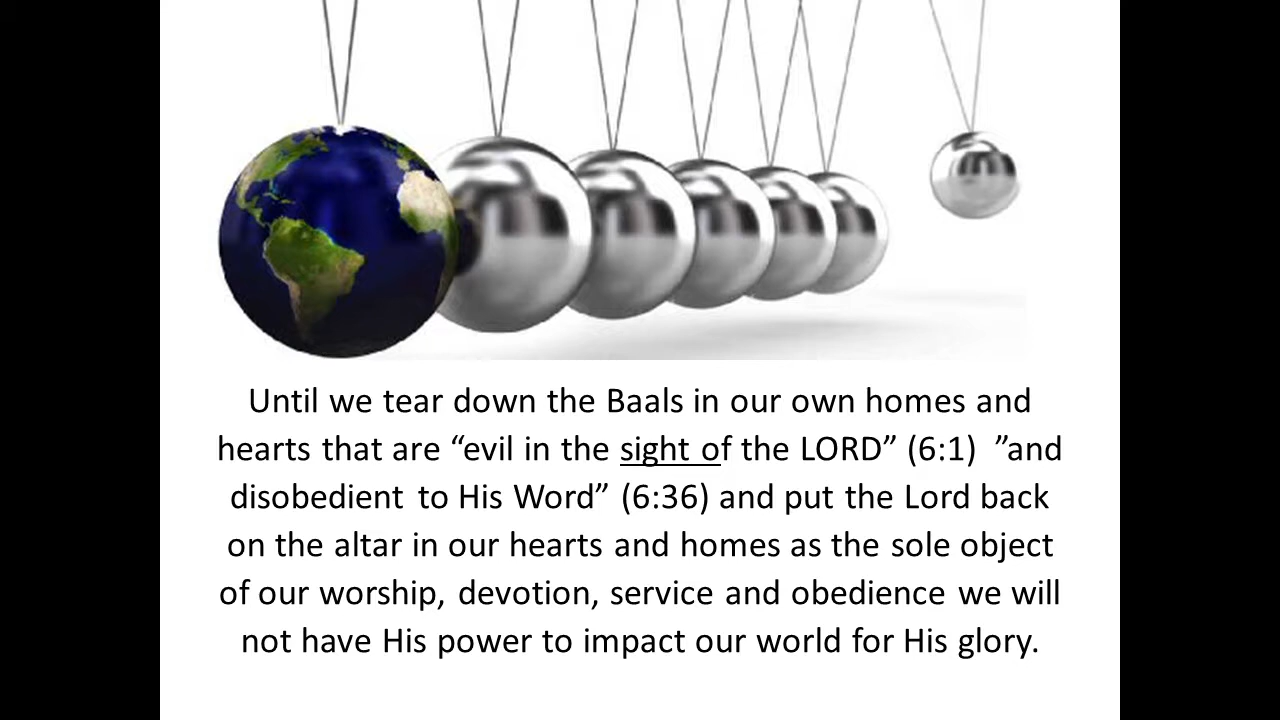 Until we tear down the Baals in our own homes and
hearts that are “evil in the sight of the LORD” (6:1)  ”and
disobedient to His Word” (6:36) and put the Lord back
on the altar in our hearts and homes as the sole object
of our worship, devotion, service and obedience we will
not have His power to impact our world for His glory.